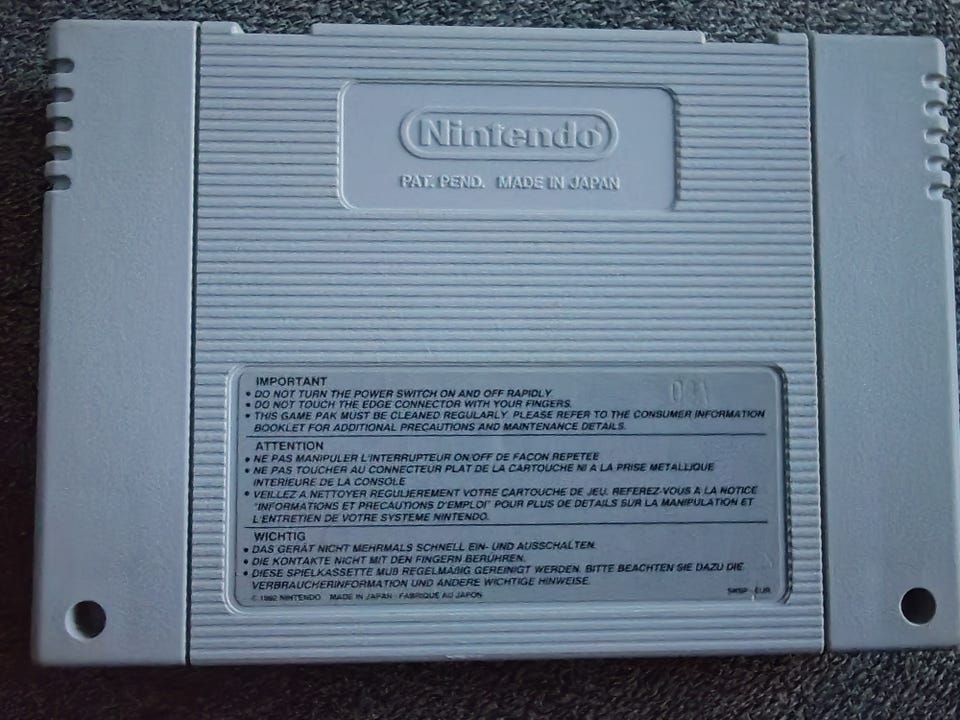 Nintendo
PAT. PEND. MADE IN JAPAN
IMPORTANT
• DO NOT TURN THE POWER SWITCH ON AND OFF RAPIDLY.
• DO NOT TOUCH THE EDGE CONNECTOR WITH YOUR FINGERS.
• THIS GAME PAK MUST BE CLEANED REGULARLY. PLEASE REFER TO THE CONSUMER INFORMATION
BOOKLET FOR ADDITIONAL PRECAUTIONS AND MAINTENANCE DETAILS.
ATTENTION
• NE PAS MANIPULER L'INTERRUPTEUR ON/OFF DE FACON REPETEE
• NE PAS TOUCHER AU CONNECTEUR PLAT DE LA CARTOUCHE NI A LA PRISE METALLIQUE
INTERIEURE DE LA CONSOLE
• VEILLEZ A NETTOYER REGULIEREMENT VOTRE CARTOUCHE DE JEU. REFEREZ-VOUS A LA NOTICE
"INFORMATIONS ET PRECAUTIONS D'EMPLOI" POUR PLUS DE DETAILS SUR LA MANIPULATION ET
L'ENTRETIEN DE VOTRE SYSTEME NINTENDO.
WICHTIG
• DAS GERÄT NICHT MEHRMALS SCHNELL EIN- UND AUSSCHALTEN.
• DIE KONTAKTE NICHT MIT DEN FINGERN BERÜHREN.
• DIESE SPIELKASSETTE MUß REGELMÄßIG GEREINIGT WERDEN. BITTE BEACHTEN SIE DAZU DIE
VERBRAUCHERINFORMATION UND ANDERE WICHTIGE HINWEISE.
© 1992 NINTENDO MADE IN JAPAN · FABRIQUE AU JAPON EUR